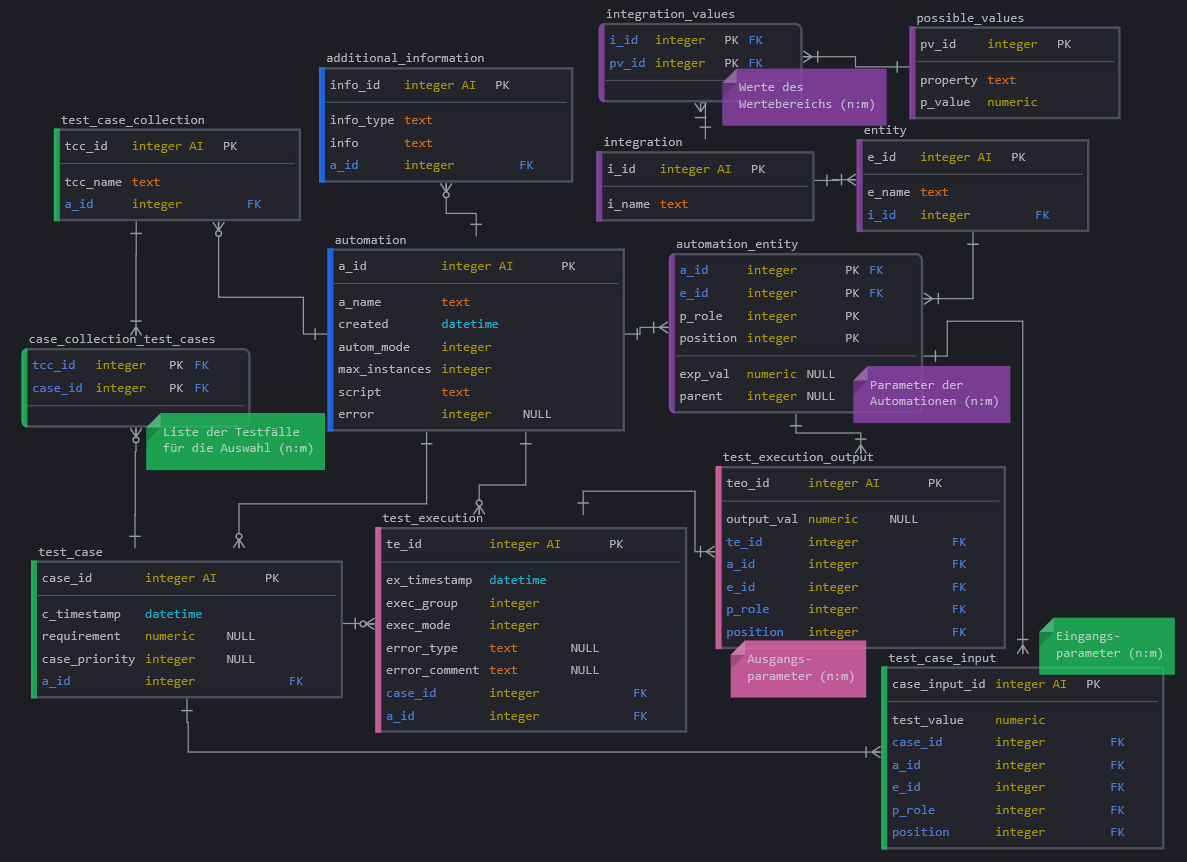 integration_values
i_id integer PK FK
pv_id integer PK FK
Werte des
Wertebereichs (n:m)
possible_values
pv_id integer PK
property text
p_value numeric
additional_information
info_id integer AI PK
info_type text
info text
a_id integer FK
test_case_collection
tcc_id integer AI PK
tcc_name text
a_id integer FK
integration
i_id integer AI PK
i_name text
entity
e_id integer AI PK
e_name text
i_id integer FK
automation
a_id integer AI PK
a_name text
created datetime
autom_mode integer
max_instances integer
script text
error integer NULL
automation_entity
a_id integer PK FK
e_id integer PK FK
p_role integer PK
position integer PK
exp_val numeric NULL
parent integer NULL
Parameter der
Automationen (n:m)
case_collection_test_cases
tcc_id integer PK FK
case_id integer PK FK
Liste der Testfälle
für die Auswahl (n:m)
test_execution_output
teo_id integer AI PK
output_val numeric NULL
te_id integer FK
a_id integer FK
e_id integer FK
p_role integer FK
position integer FK
Ausgangs-
parameter (n:m)
test_execution
te_id integer AI PK
ex_timestamp datetime
exec_group integer
exec_mode integer
error_type text NULL
error_comment text NULL
case_id integer FK
a_id integer FK
test_case
case_id integer AI PK
c_timestamp datetime
requirement numeric NULL
case_priority integer NULL
a_id integer FK
Eingangs-
parameter (n:m)
test_case_input
case_input_id integer AI PK
test_value numeric
case_id integer FK
a_id integer FK
e_id integer FK
p_role integer FK
position integer FK